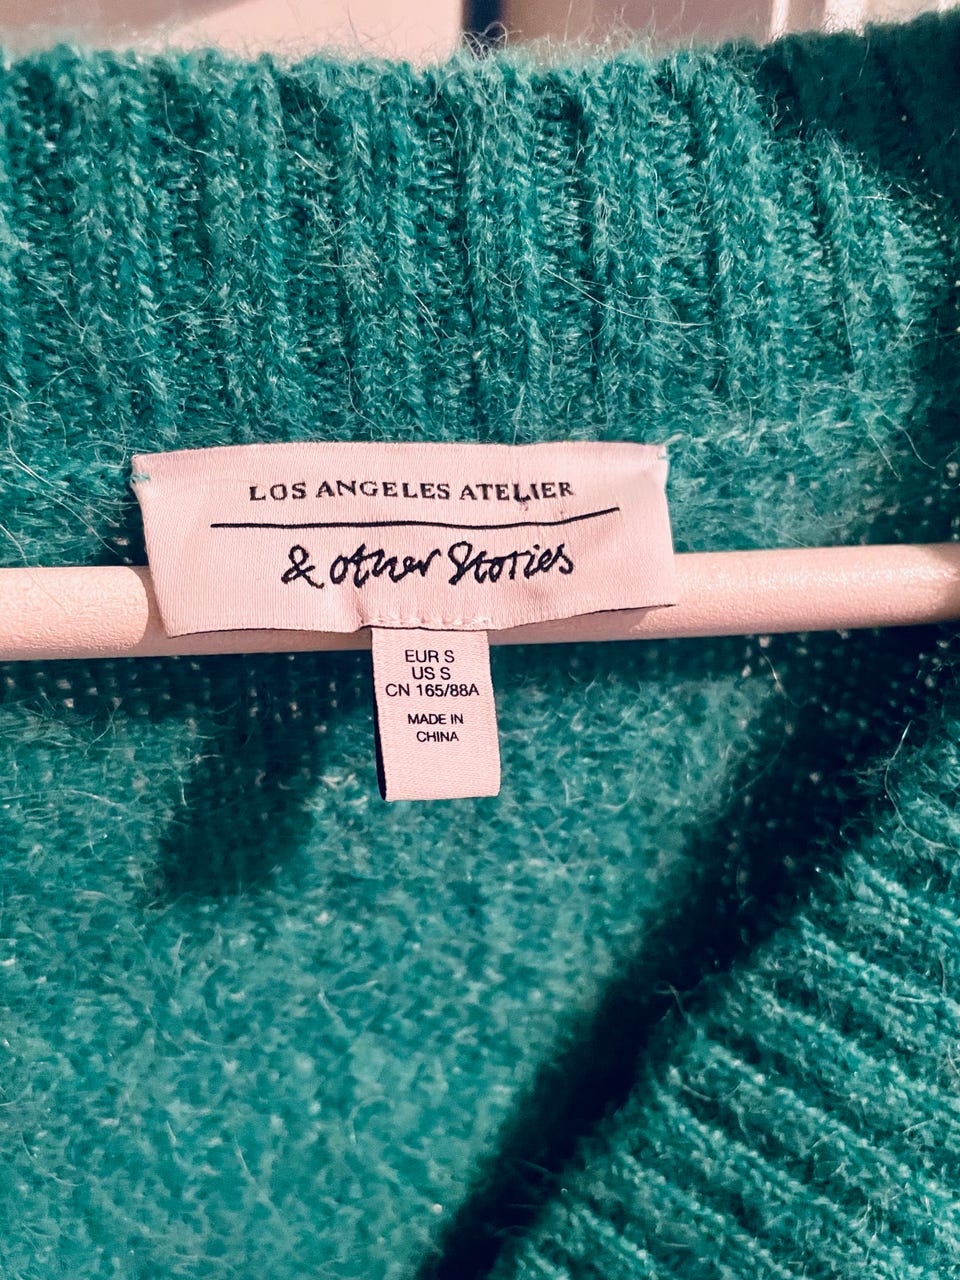 LOS ANGELES ATELIER
& other Stories
EUR S
US S
CN 165/88A
MADE IN
CHINA